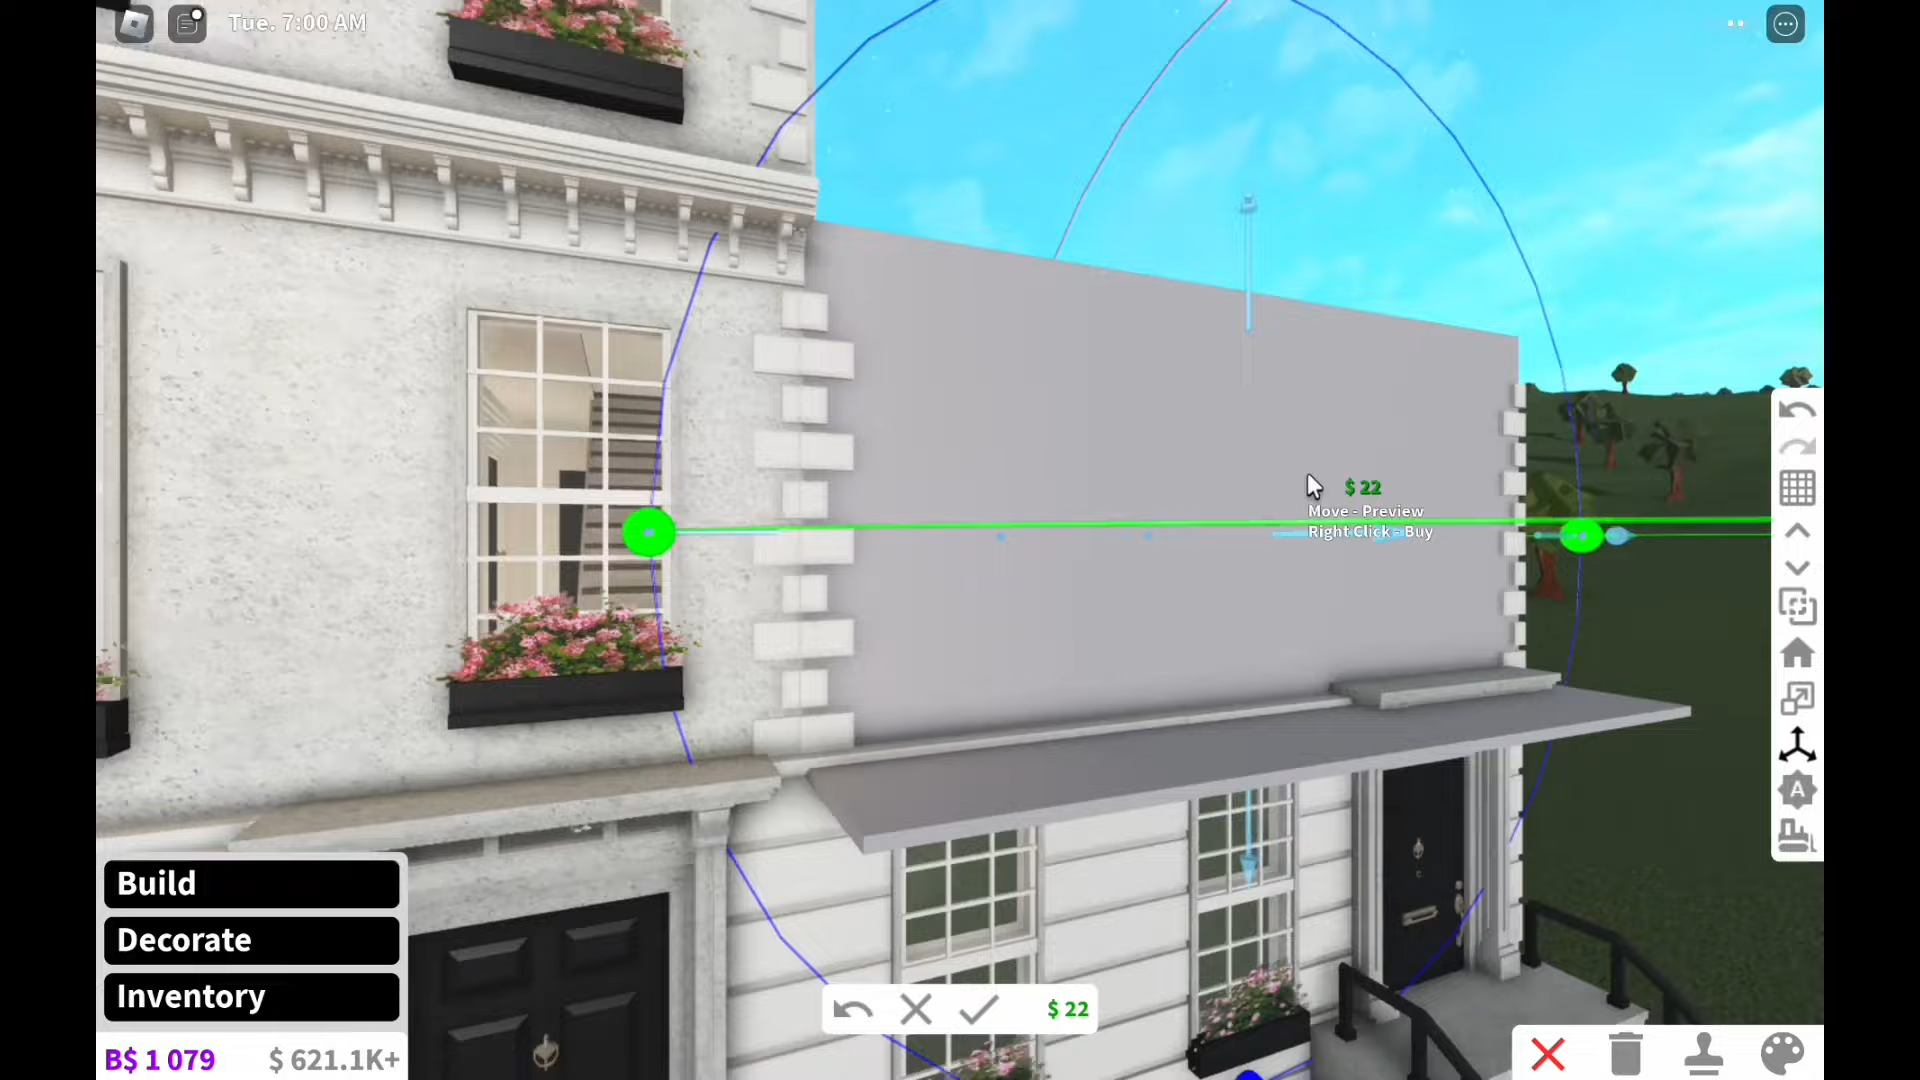 Tue. 7:00 AM
$ 22
Move - Preview
Right Click - Buy
A
Build
Decorate
Inventory
$ 22
B$ 1 079
$ 621.1K+